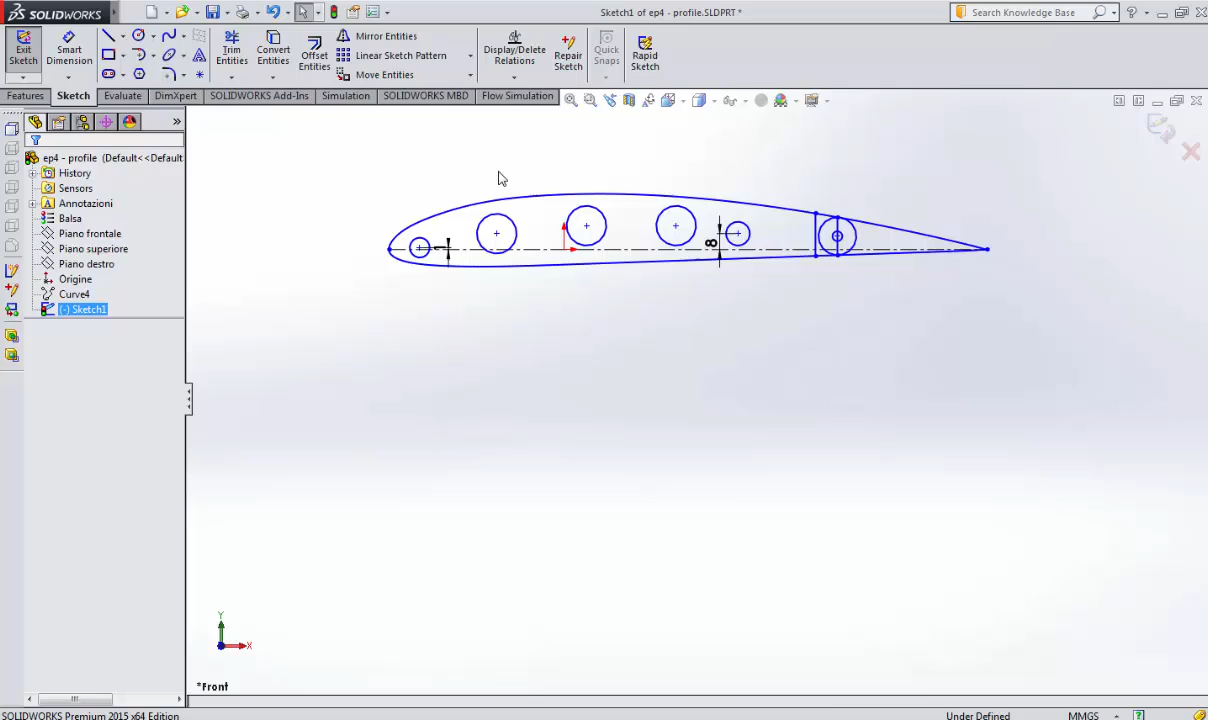 SOLIDWORKS
Sketch1 of ep4 - profile.SLDPRT *
Search Knowledge Base
?
Exit Sketch
Smart Dimension
Trim Entities
Convert Entities
Offset Entities
Mirror Entities
Linear Sketch Pattern
Move Entities
Display/Delete Relations
Repair Sketch
Quick Snaps
Rapid Sketch
Features
Sketch
Evaluate
DimXpert
SOLIDWORKS Add-Ins
Simulation
SOLIDWORKS MBD
Flow Simulation
ep4 - profile (Default<<Default
History
Sensors
Annotazioni
Balsa
Piano frontale
Piano superiore
Piano destro
Origine
Curve4
(-) Sketch1
1
8
Y
X
*Front
SOLIDWORKS Premium 2015 x64 Edition
Under Defined
MMGS
?